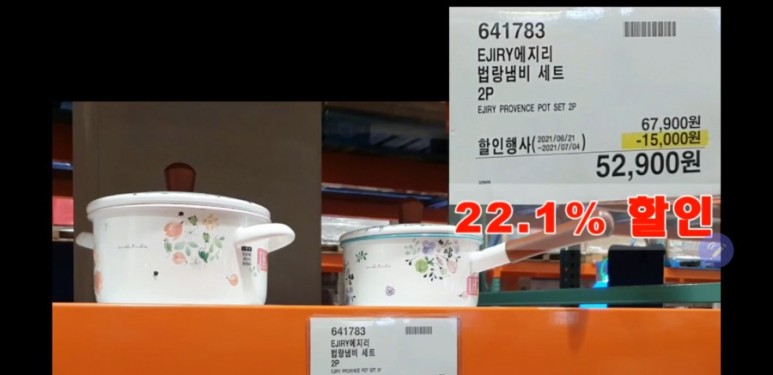 641783
EJIRY에지리
법랑냄비 세트
2P
EJIRY PROVENCE POT SET 2P
67,900원
할인행사(2021/06/21
-2021/07/04) -15,000원
52,900원
22.1% 할인
641783
EJIRY에지리
법랑냄비 세트
2P
EJIRY PROVENCE POT SET 2P